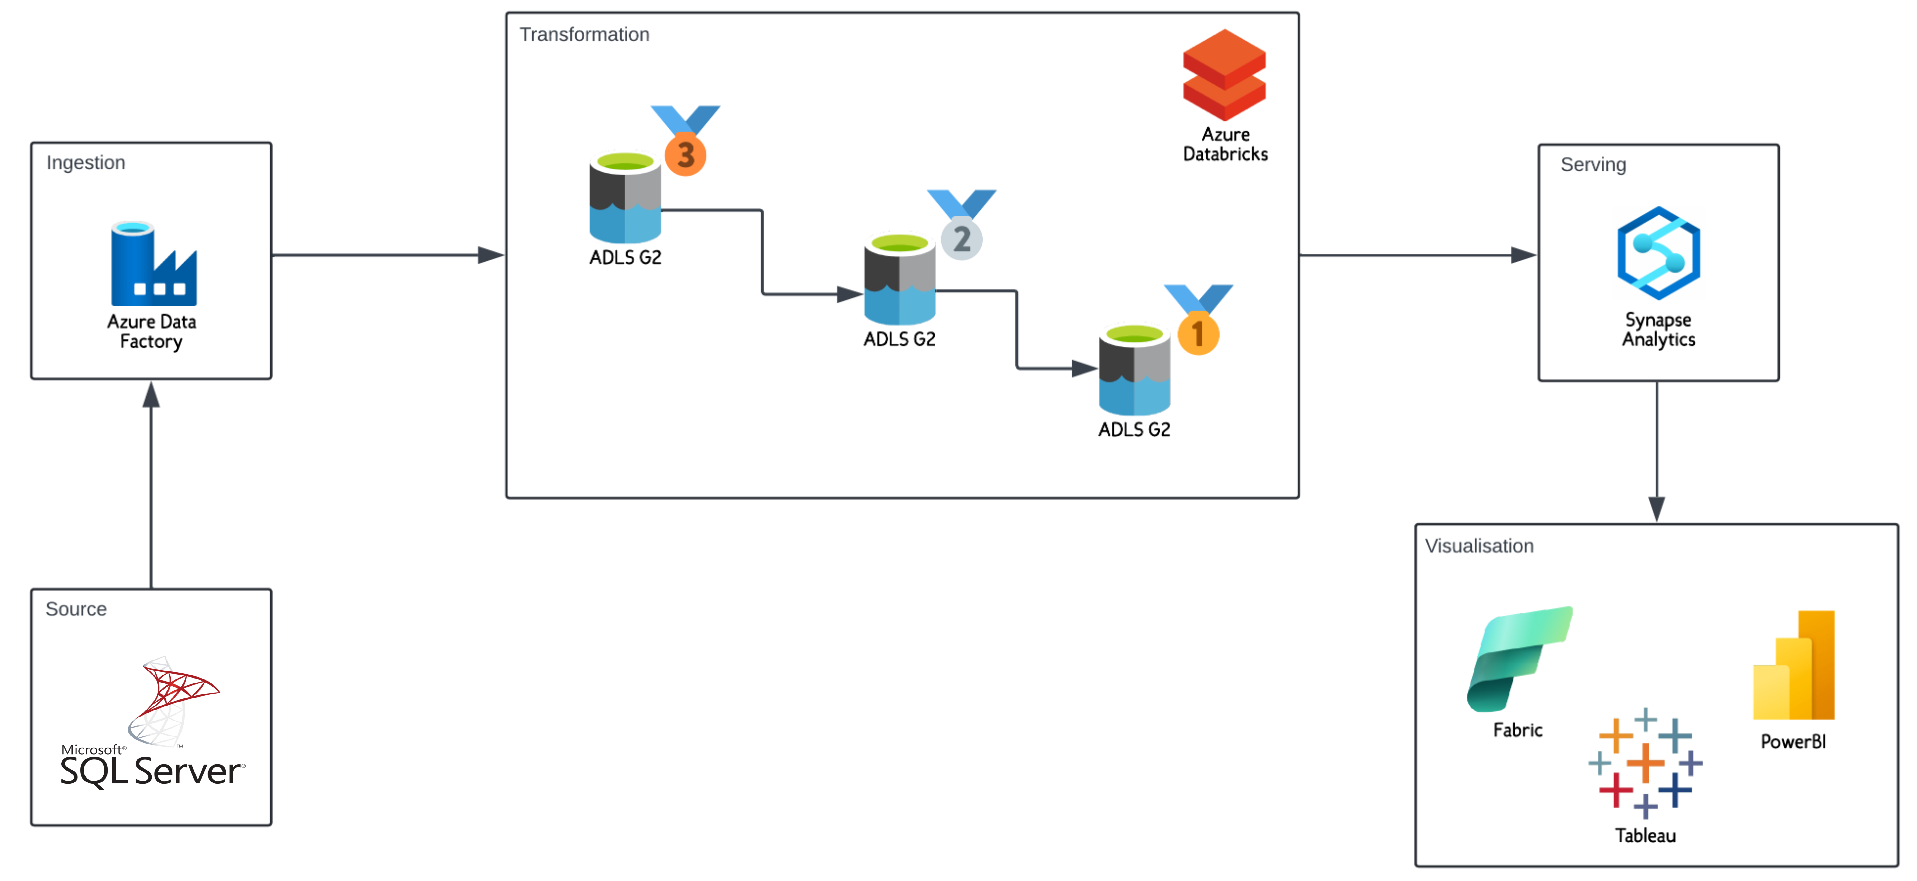 Transformation
3
ADLS G2
2
ADLS G2
1
ADLS G2
Azure
Databricks
Ingestion
Azure Data
Factory
Serving
Synapse
Analytics
Source
Microsoft®
SQL Server
Visualisation
Fabric
Tableau
PowerBI